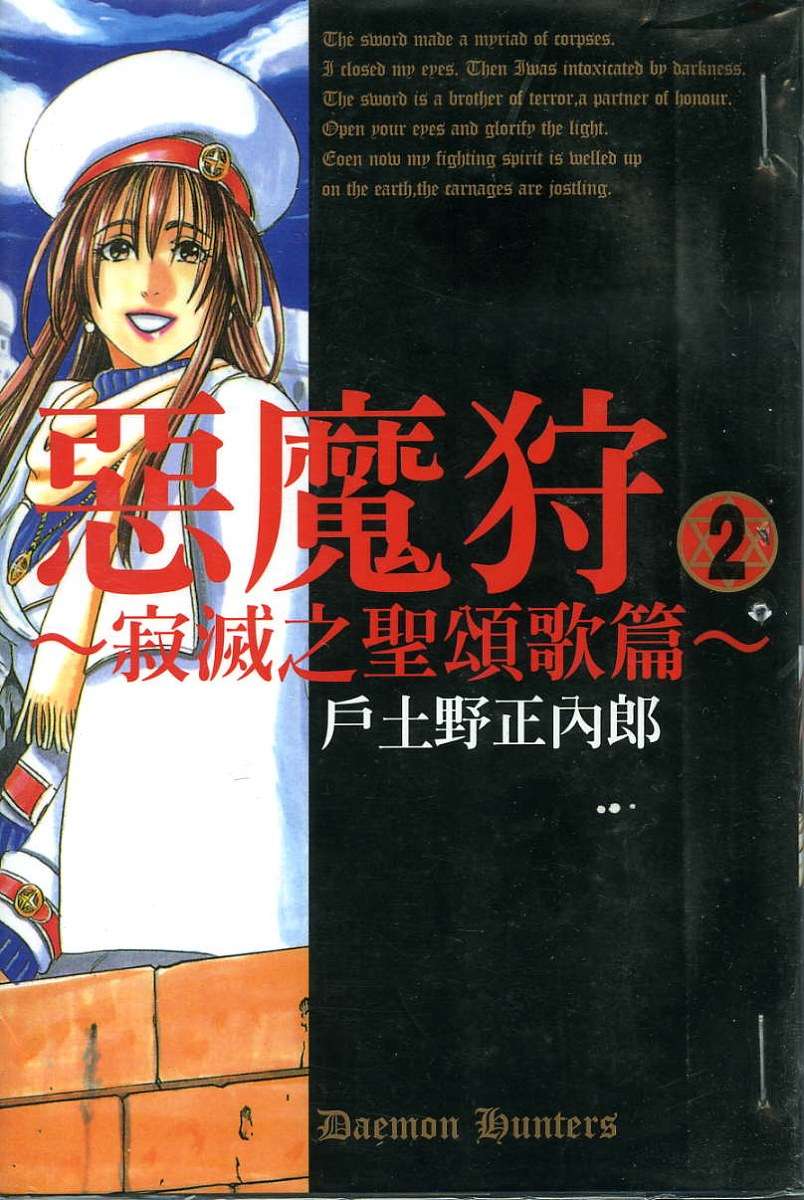 The sword made a myriad of corpses.
I closed my eyes. Then Iwas intoxicated by darkness.
The sword is a brother of terror,a partner of honour.
Open your eyes and glorify the light.
Eoen now my fighting spirit is welled up
on the earth,the carnages are jostling.
惡魔狩
2
～寂滅之聖頌歌篇～
戶土野正內郎
Daemon Hunters